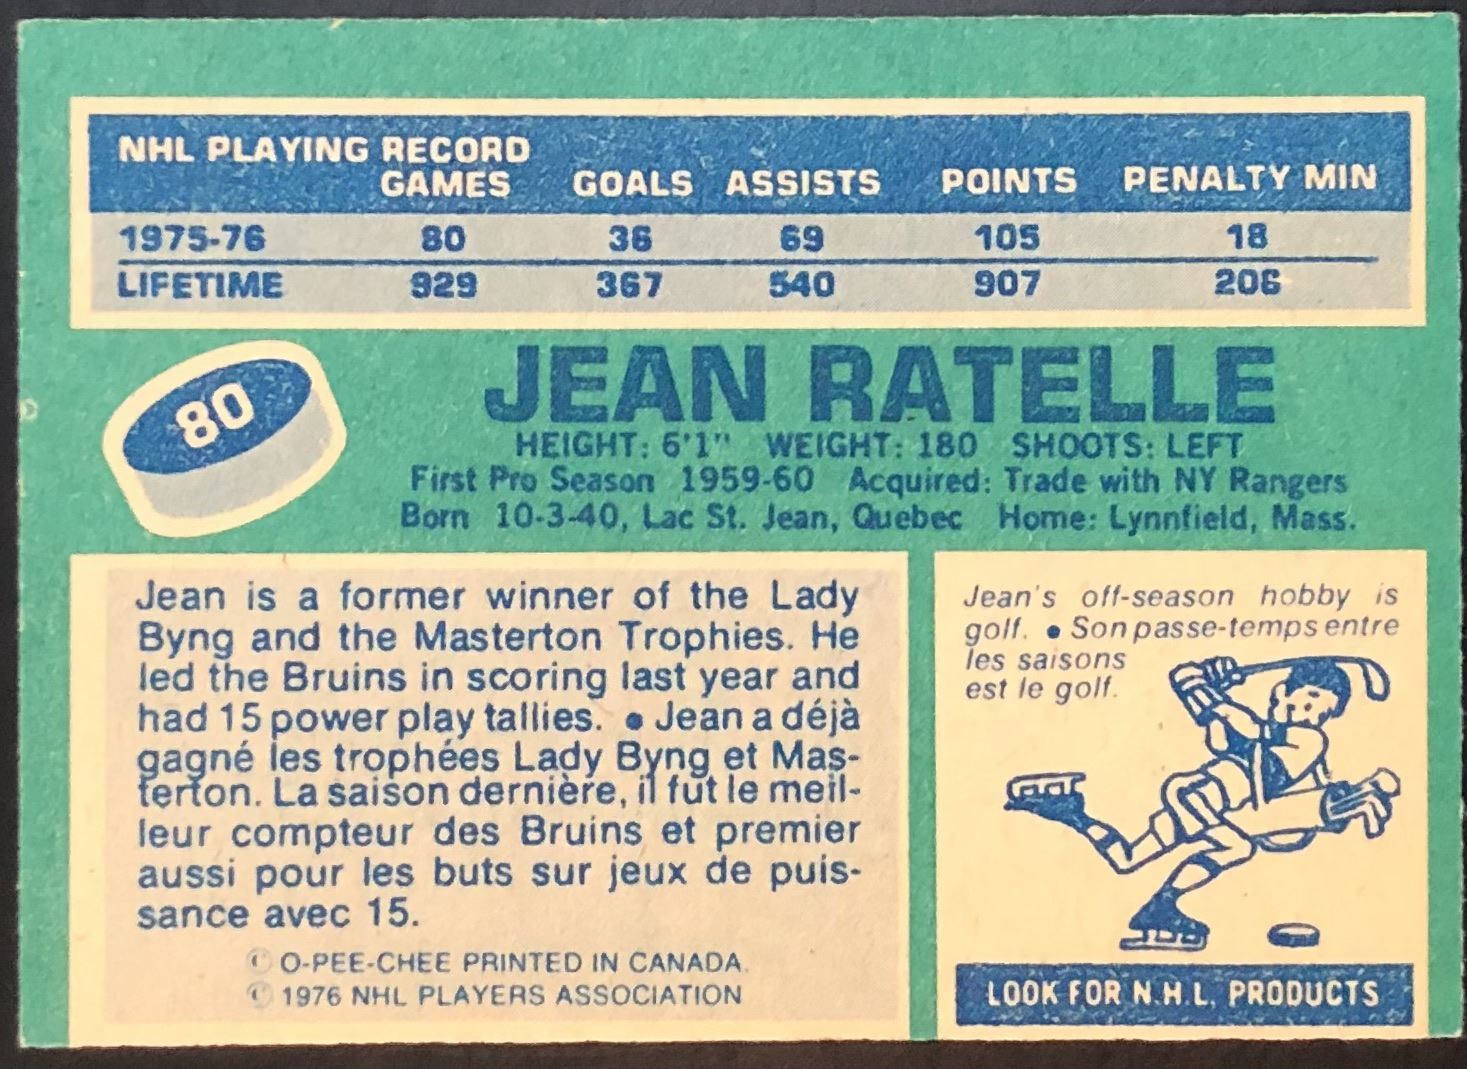 NHL PLAYING RECORD
GAMES GOALS ASSISTS POINTS PENALTY MIN
1975-76 80 36 69 105 18
LIFETIME 929 367 540 907 206
80
JEAN RATELLE
HEIGHT: 6'1" WEIGHT: 180 SHOOTS: LEFT
First Pro Season 1959-60 Acquired: Trade with NY Rangers
Born 10-3-40, Lac St. Jean, Quebec Home: Lynnfield, Mass.
Jean is a former winner of the Lady
Byng and the Masterton Trophies. He
led the Bruins in scoring last year and
had 15 power play tallies. • Jean a déjà
gagné les trophées Lady Byng et Mas-
terton. La saison dernière, il fut le meil-
leur compteur des Bruins et premier
aussi pour les buts sur jeux de puis-
sance avec 15.
© O-PEE-CHEE PRINTED IN CANADA.
© 1976 NHL PLAYERS ASSOCIATION
Jean's off-season hobby is
golf. • Son passe-temps entre
les saisons
est le golf.
LOOK FOR N.H.L. PRODUCTS